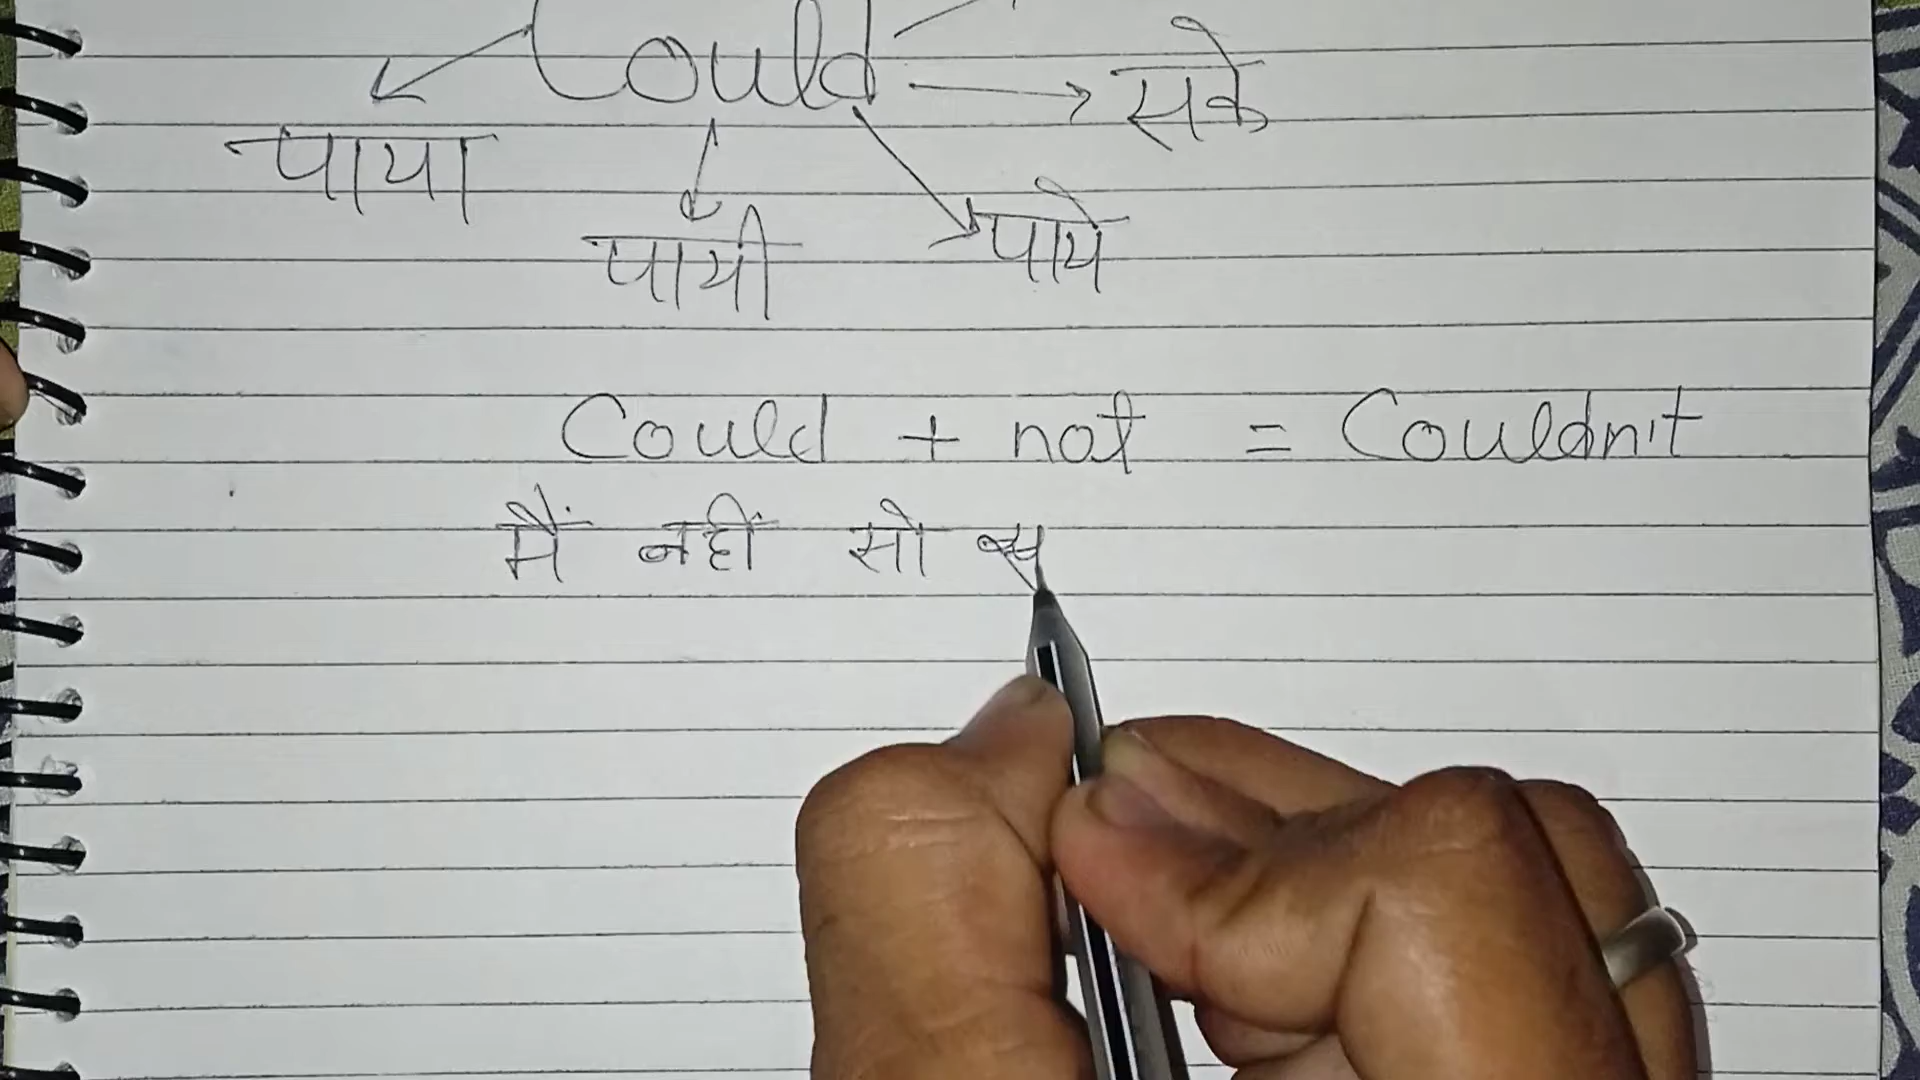 Could
सके
पाया
पायी
पाये
Could + not = Couldn't
मैं नहीं सो स